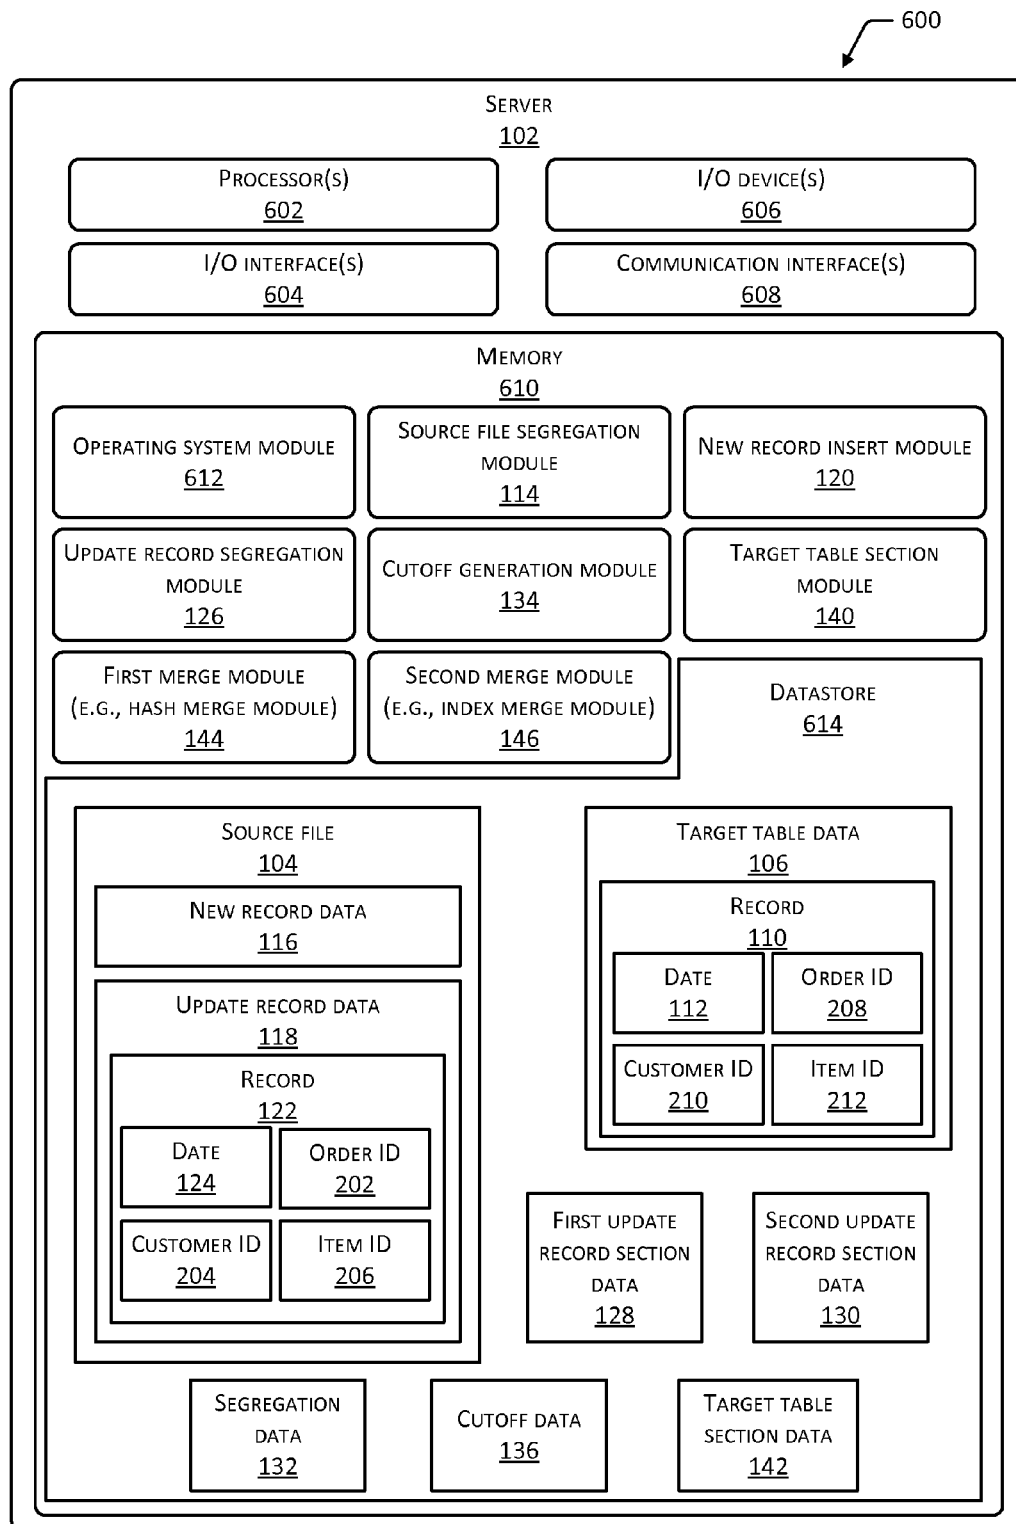 600
SERVER
102
PROCESSOR(S)
602
I/O DEVICE(S)
606
I/O INTERFACE(S)
604
COMMUNICATION INTERFACE(S)
608
MEMORY
610
OPERATING SYSTEM MODULE
612
SOURCE FILE SEGREGATION
MODULE
114
NEW RECORD INSERT MODULE
120
UPDATE RECORD SEGREGATION
MODULE
126
CUTOFF GENERATION MODULE
134
TARGET TABLE SECTION
MODULE
140
FIRST MERGE MODULE
(E.G., HASH MERGE MODULE)
144
SECOND MERGE MODULE
(E.G., INDEX MERGE MODULE)
146
DATASTORE
614
SOURCE FILE
104
NEW RECORD DATA
116
UPDATE RECORD DATA
118
RECORD
122
DATE
124
ORDER ID
202
CUSTOMER ID
204
ITEM ID
206
TARGET TABLE DATA
106
RECORD
110
DATE
112
ORDER ID
208
CUSTOMER ID
210
ITEM ID
212
FIRST UPDATE
RECORD SECTION
DATA
128
SECOND UPDATE
RECORD SECTION
DATA
130
SEGREGATION
DATA
132
CUTOFF DATA
136
TARGET TABLE
SECTION DATA
142